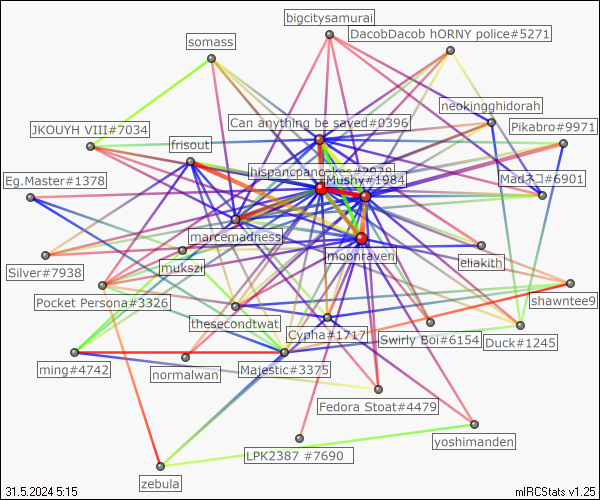 bigcitysamurai
DacobDacob hORNY police#5271
somass
neokingghidorah
Can anything be saved#0396
JKOUYH VIII#7034
Pikabro#9971
frisout
hispancpancakes#2928
Mushy#1984
Eg.Master#1378
Madネコ#6901
marcemadness
moonraven
eliakith
mukszi
Silver#7938
Pocket Persona#3326
shawntee9
thesecondtwat
Cypha#1717
Swirly Boi#6154
Duck#1245
ming#4742
normalwan
Majestic#3375
Fedora Stoat#4479
yoshimanden
LPK2387 #7690
zebula
31.5.2024 5:15
mIRCStats v1.25